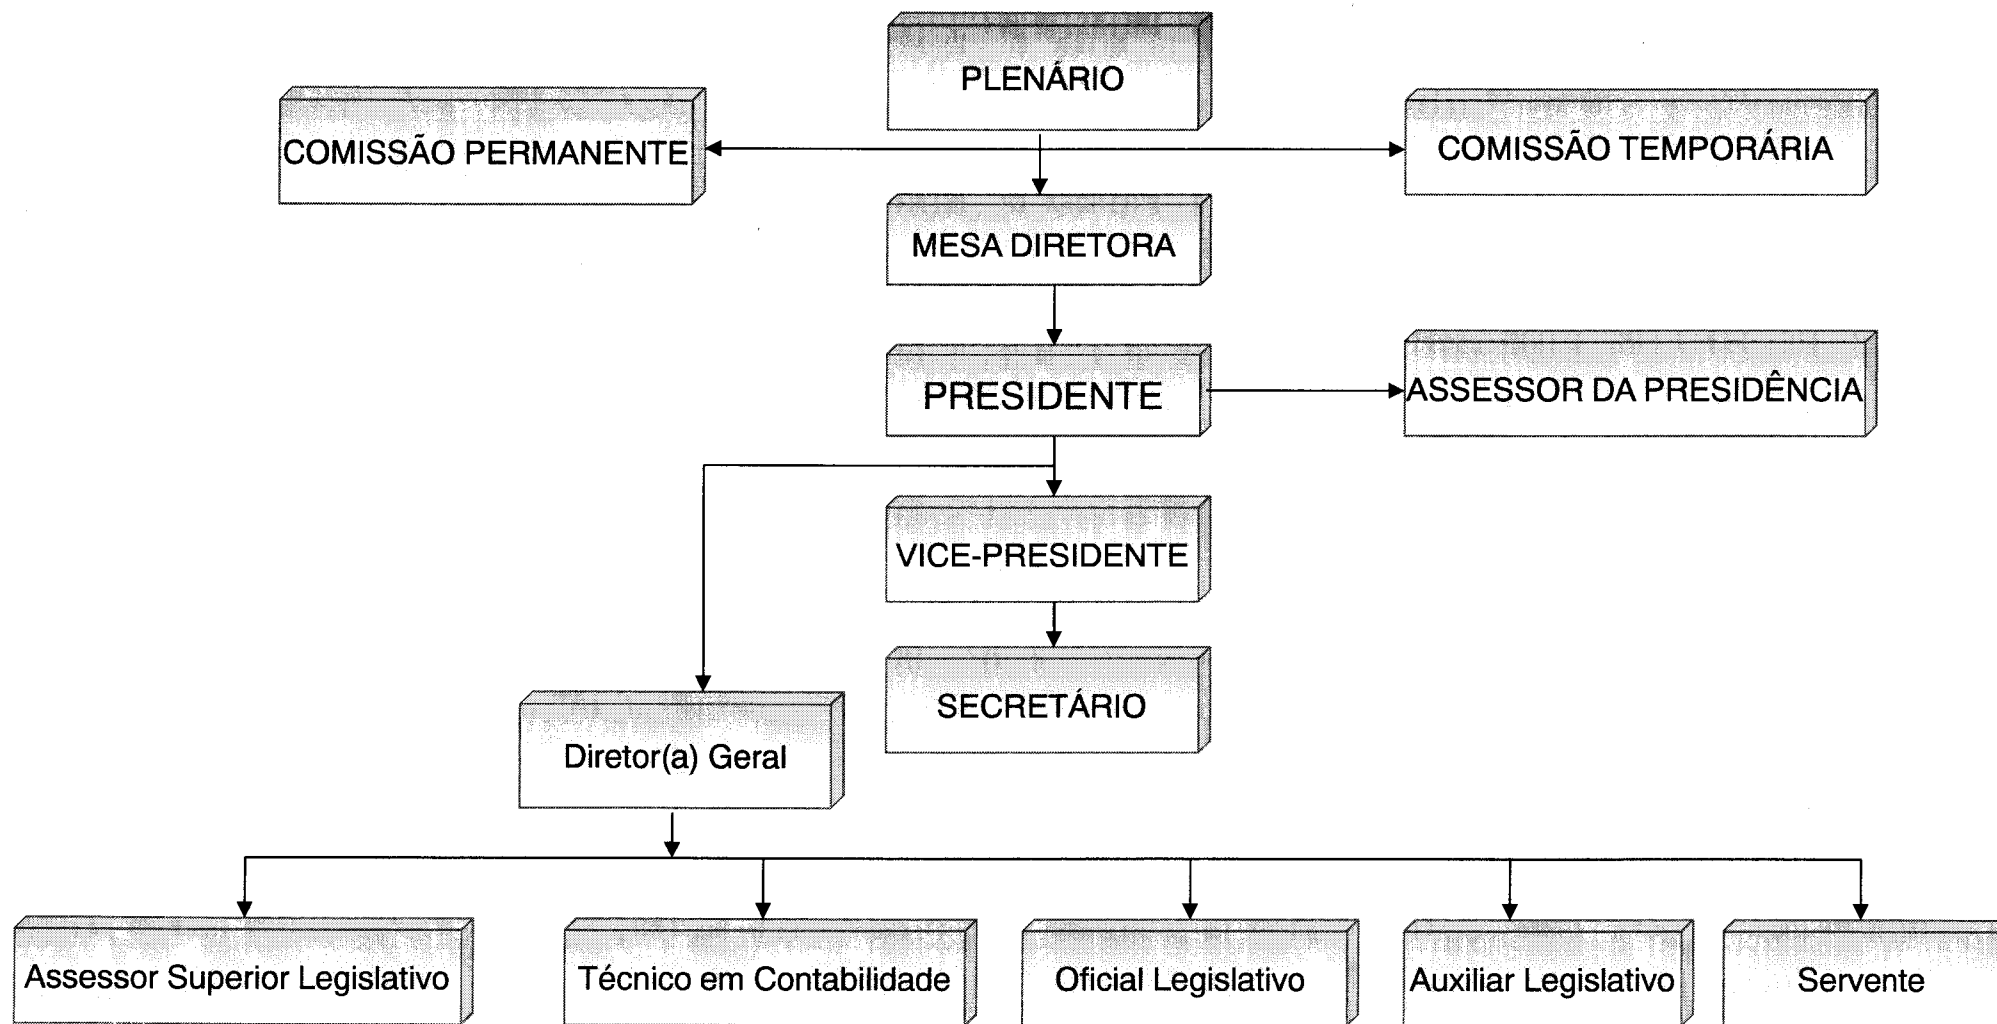 PLENÁRIO
COMISSÃO PERMANENTE
COMISSÃO TEMPORÁRIA
MESA DIRETORA
PRESIDENTE
ASSESSOR DA PRESIDÊNCIA
VICE-PRESIDENTE
SECRETÁRIO
Diretor(a) Geral
Assessor Superior Legislativo
Técnico em Contabilidade
Oficial Legislativo
Auxiliar Legislativo
Servente